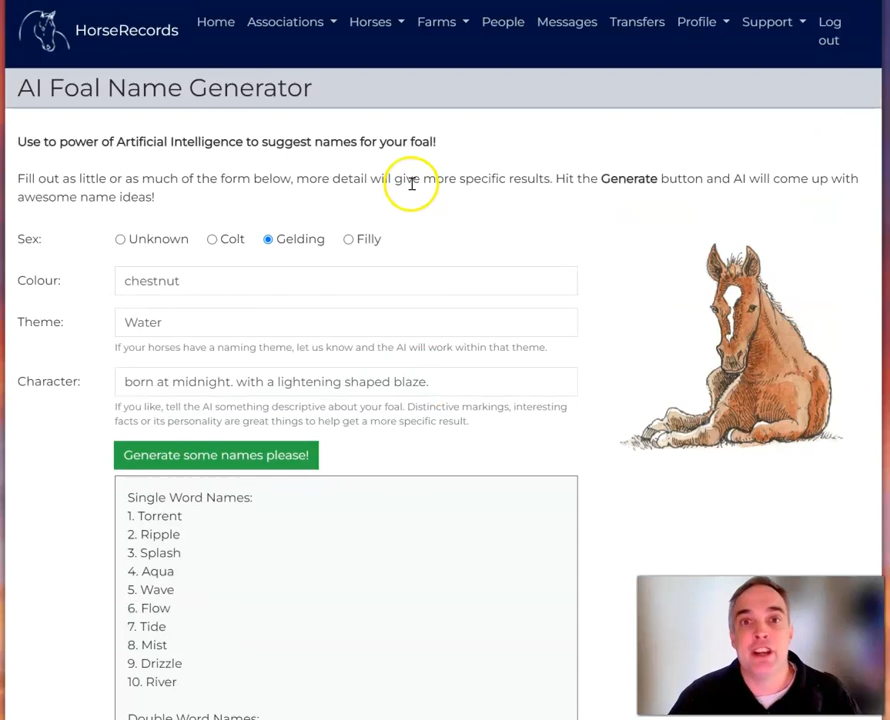 HorseRecords
Home Associations Horses Farms People Messages Transfers Profile Support Log out
AI Foal Name Generator
Use to power of Artificial Intelligence to suggest names for your foal!
Fill out as little or as much of the form below, more detail will give more specific results. Hit the Generate button and AI will come up with
awesome name ideas!
Sex: Unknown Colt Gelding Filly
Colour: chestnut
Theme: Water
If your horses have a naming theme, let us know and the AI will work within that theme.
Character: born at midnight. with a lightening shaped blaze.
If you like, tell the AI something descriptive about your foal. Distinctive markings, interesting
facts or its personality are great things to help get a more specific result.
Generate some names please!
Single Word Names:
1. Torrent
2. Ripple
3. Splash
4. Aqua
5. Wave
6. Flow
7. Tide
8. Mist
9. Drizzle
10. River
Double Word Names: